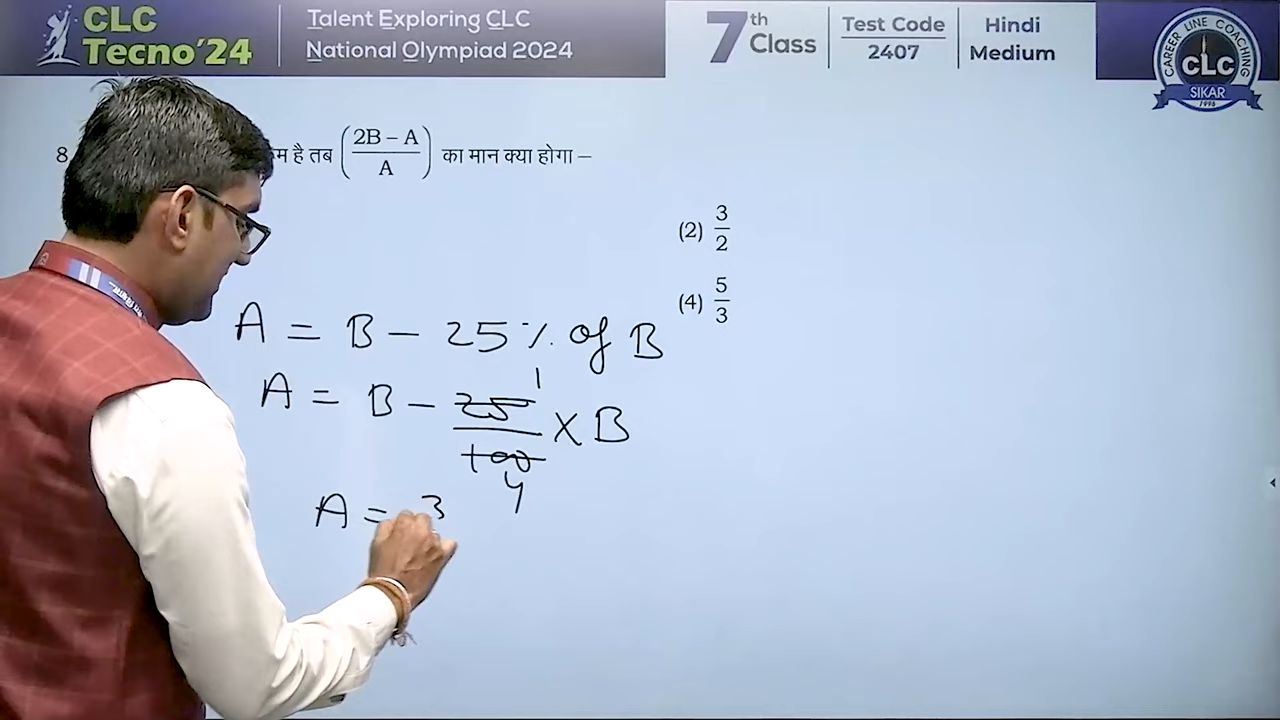 CLC
Tecno'24
Talent Exploring CLC
National Olympiad 2024
7th Class
Test Code
2407
Hindi
Medium
CAREER LINE COACHING
CLC
SIKAR
1996
8 है तब (2B – A / A) का मान क्या होगा –
(2) 3/2
(4) 5/3
A = B – 25 % of B
A = B – 25/100 × B
1
4
A = 3